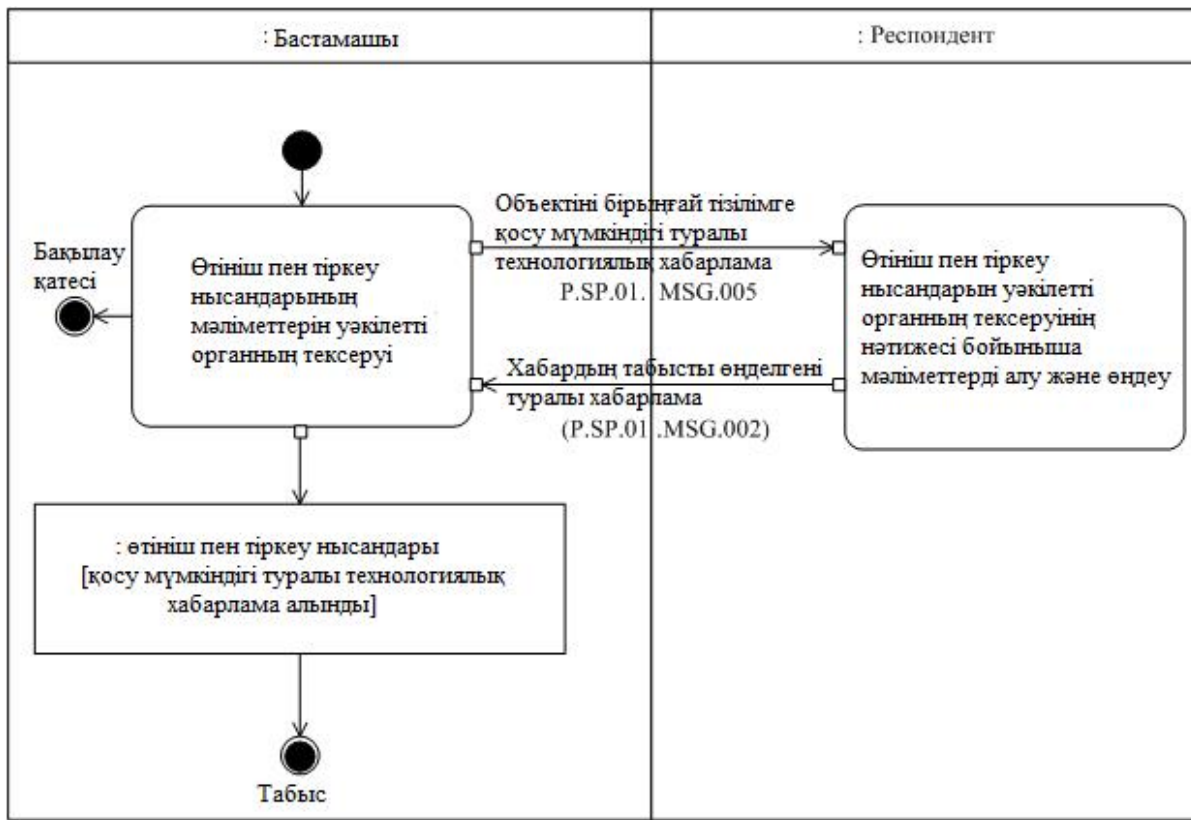 : Бастамашы
: Респондент
Объектіні бірыңғай тізілімге
қосу мүмкіндігі туралы
технологиялық хабарлама
P.SP.01. MSG.005
Бақылау
қатесі
Өтініш пен тіркеу
нысандарының
мәліметтерін уәкілетті
органның тексеруі
Өтініш пен тіркеу
нысандарын уәкілетті
органның тексеруінің
нәтижесі бойыныша
мәліметтерді алу және өңдеу
Хабардың табысты өңделгені
туралы хабарлама
(P.SP.01 .MSG.002)
: өтініш пен тіркеу нысандары
[қосу мүмкіндігі туралы технологиялық
хабарлама алынды]
Табыс